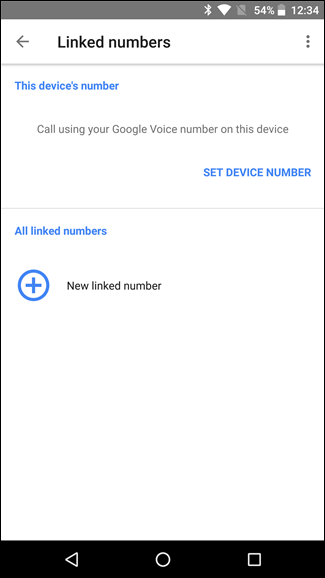 54% 12:34
Linked numbers
This device's number
Call using your Google Voice number on this device
SET DEVICE NUMBER
All linked numbers
New linked number